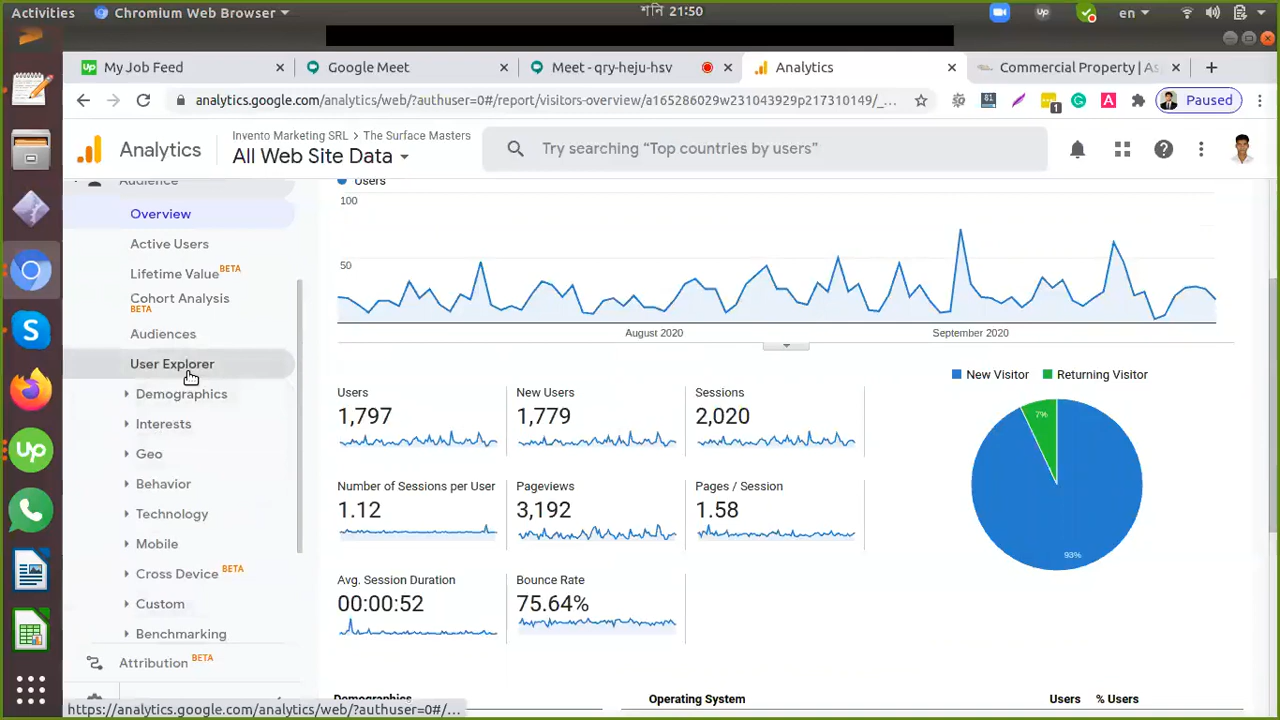 Activities
Chromium Web Browser
শনি 21:50
up
en
up My Job Feed
Google Meet
Meet - qry-heju-hsv
Analytics
Commercial Property | As
analytics.google.com/analytics/web/?authuser=0#/report/visitors-overview/a165286029w231043929p217310149/_...
1
A
Paused
Analytics
Invento Marketing SRL > The Surface Masters
All Web Site Data
Try searching “Top countries by users”
Audience
Overview
Active Users
Lifetime Value BETA
Cohort Analysis
BETA
Audiences
User Explorer
Demographics
Interests
Geo
Behavior
Technology
Mobile
Cross Device BETA
Custom
Benchmarking
Attribution BETA
Users
100
50
August 2020
September 2020
Users
1,797
New Users
1,779
Sessions
2,020
Number of Sessions per User
1.12
Pageviews
3,192
Pages / Session
1.58
Avg. Session Duration
00:00:52
Bounce Rate
75.64%
New Visitor
Returning Visitor
7%
93%
Demographics
Operating System
Users
% Users
https://analytics.google.com/analytics/web/?authuser=0#/...
S
up